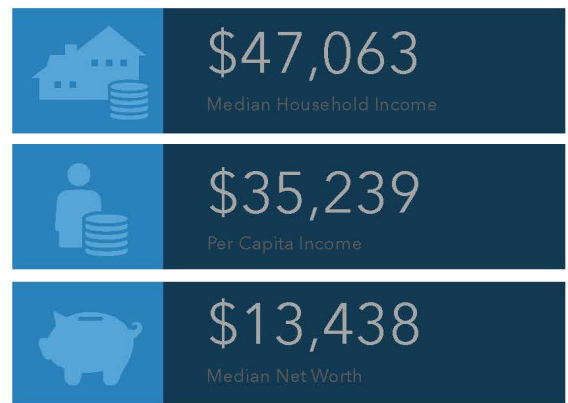 $47,063
Median Household Income
$35,239
Per Capita Income
$13,438
Median Net Worth